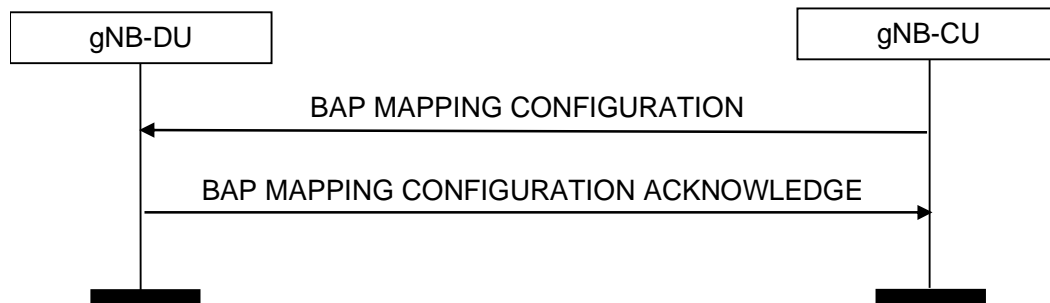 gNB-DU
gNB-CU
BAP MAPPING CONFIGURATION
BAP MAPPING CONFIGURATION ACKNOWLEDGE